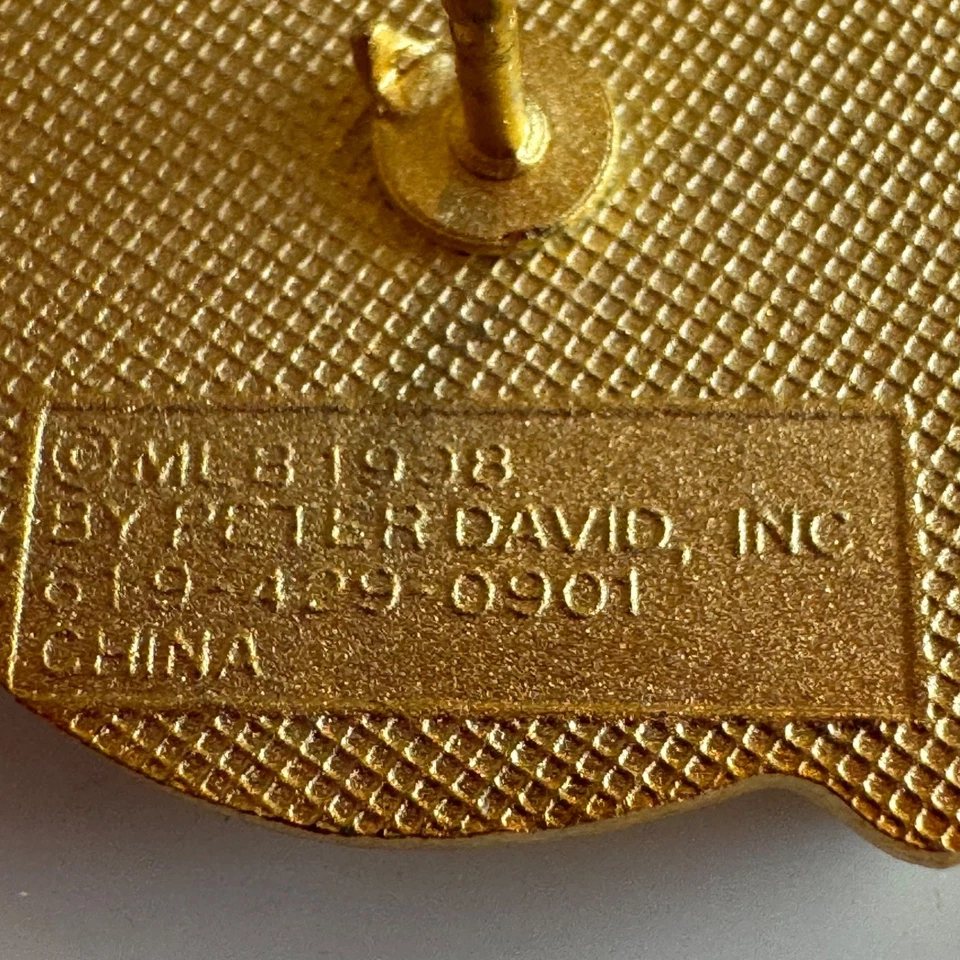 © MLB 1998
BY PETER DAVID, INC.
619-429-0901
CHINA